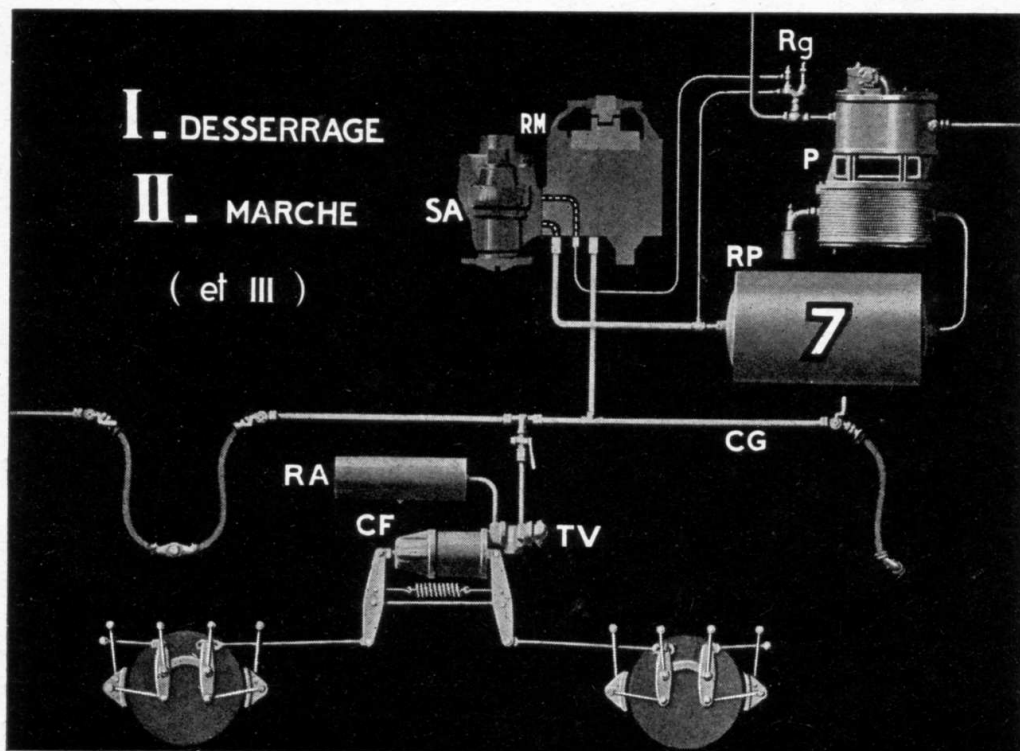 I. DESSERRAGE
II. MARCHE
( et III )
Rg
RM
P
SA
RP
7
CG
RA
CF
TV